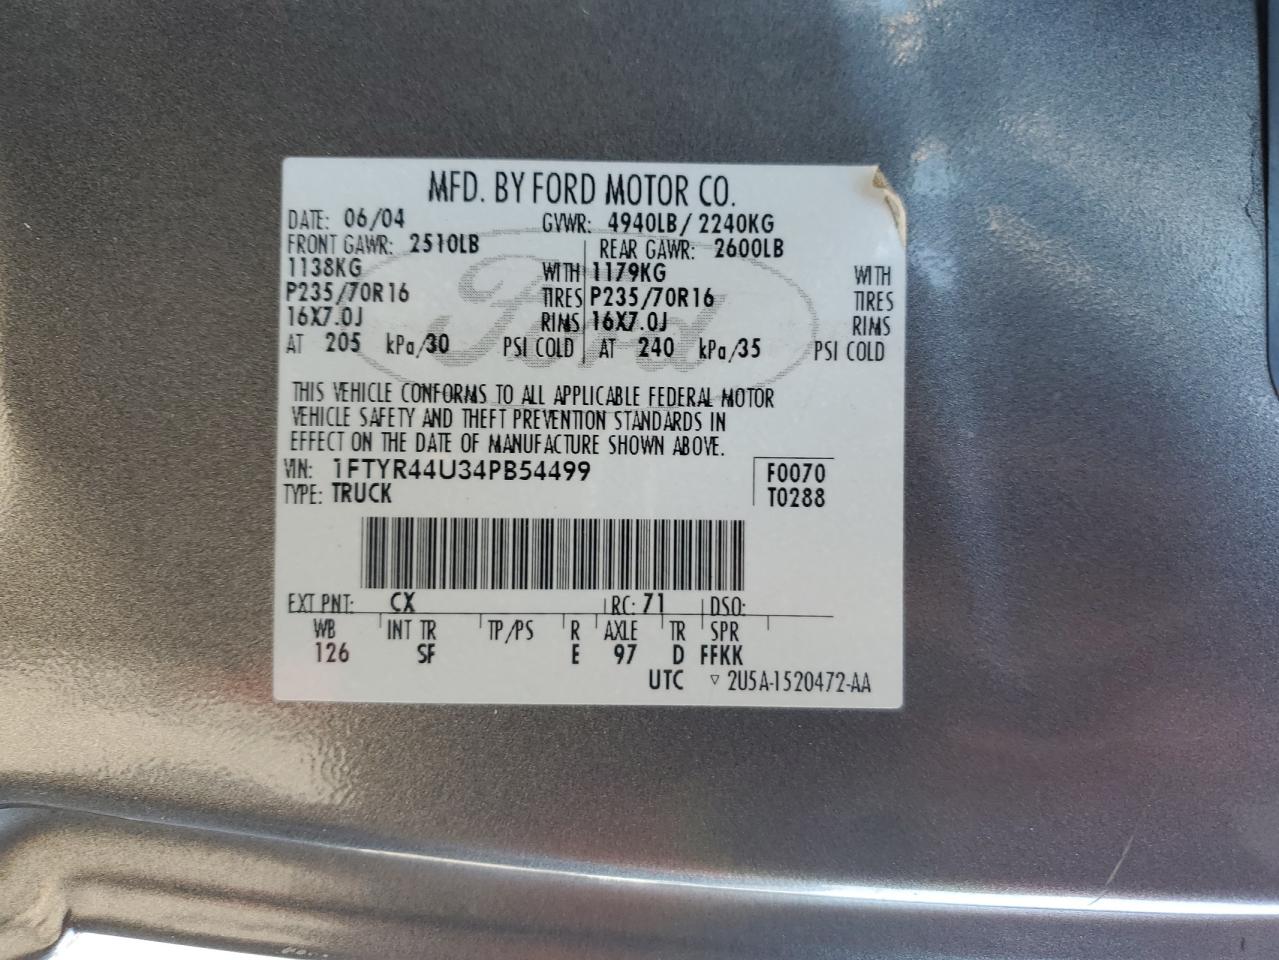 MFD. BY FORD MOTOR CO.
DATE: 06/04 GVWR: 4940LB/ 2240KG
FRONT GAWR: 2510LB REAR GAWR: 2600LB
1138KG WITH 1179KG WITH
P235/70R16 TIRES P235/70R16 TIRES
16X7.0J RIMS 16X7.0J RIMS
AT 205 kPa/30 PSI COLD AT 240 kPa/35 PSI COLD
Ford
THIS VEHICLE CONFORMS TO ALL APPLICABLE FEDERAL MOTOR
VEHICLE SAFETY AND THEFT PREVENTION STANDARDS IN
EFFECT ON THE DATE OF MANUFACTURE SHOWN ABOVE.
VIN: 1FTYR44U34PB54499 F0070
TYPE: TRUCK T0288
EXT PNT: CX RC: 71 DSO:
WB INT TR TP/PS R AXLE TR SPR
126 SF E 97 D FFKK
UTC ▽ 2U5A-1520472-AA